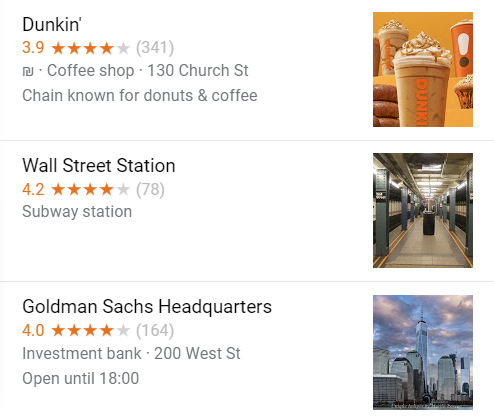 Dunkin'
3.9 ★★★★★ (341)
₪ · Coffee shop · 130 Church St
Chain known for donuts & coffee
DUNKIN'
Wall Street Station
4.2 ★★★★★ (78)
Subway station
Goldman Sachs Headquarters
4.0 ★★★★★ (164)
Investment bank · 200 West St
Open until 18:00